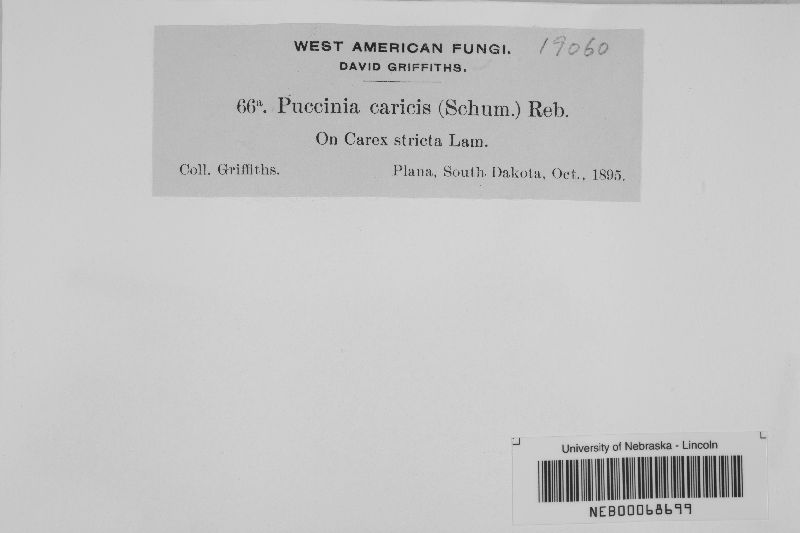 WEST AMERICAN FUNGI. 19060
DAVID GRIFFITHS.
66ª. Puccinia caricis (Schum.) Reb.
On Carex stricta Lam.
Coll. Griffiths. Plana, South Dakota, Oct., 1895.
University of Nebraska - Lincoln
NEB00068699